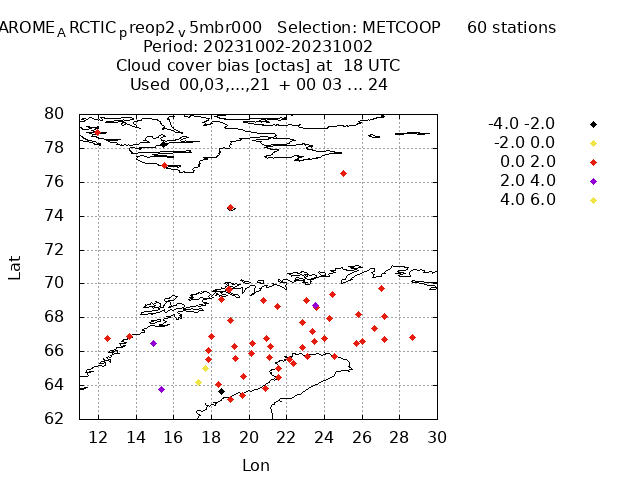 AROME A RCTIC p reop2 v 5mbr000 Selection: METCOOP 60 stations
Period: 20231002-20231002
Cloud cover bias [octas] at 18 UTC
Used 00,03,...,21 + 00 03 ... 24
-4.0 -2.0
-2.0 0.0
0.0 2.0
2.0 4.0
4.0 6.0
80
78
76
74
72
70
68
66
64
62
Lat
12 14 16 18 20 22 24 26 28 30
Lon